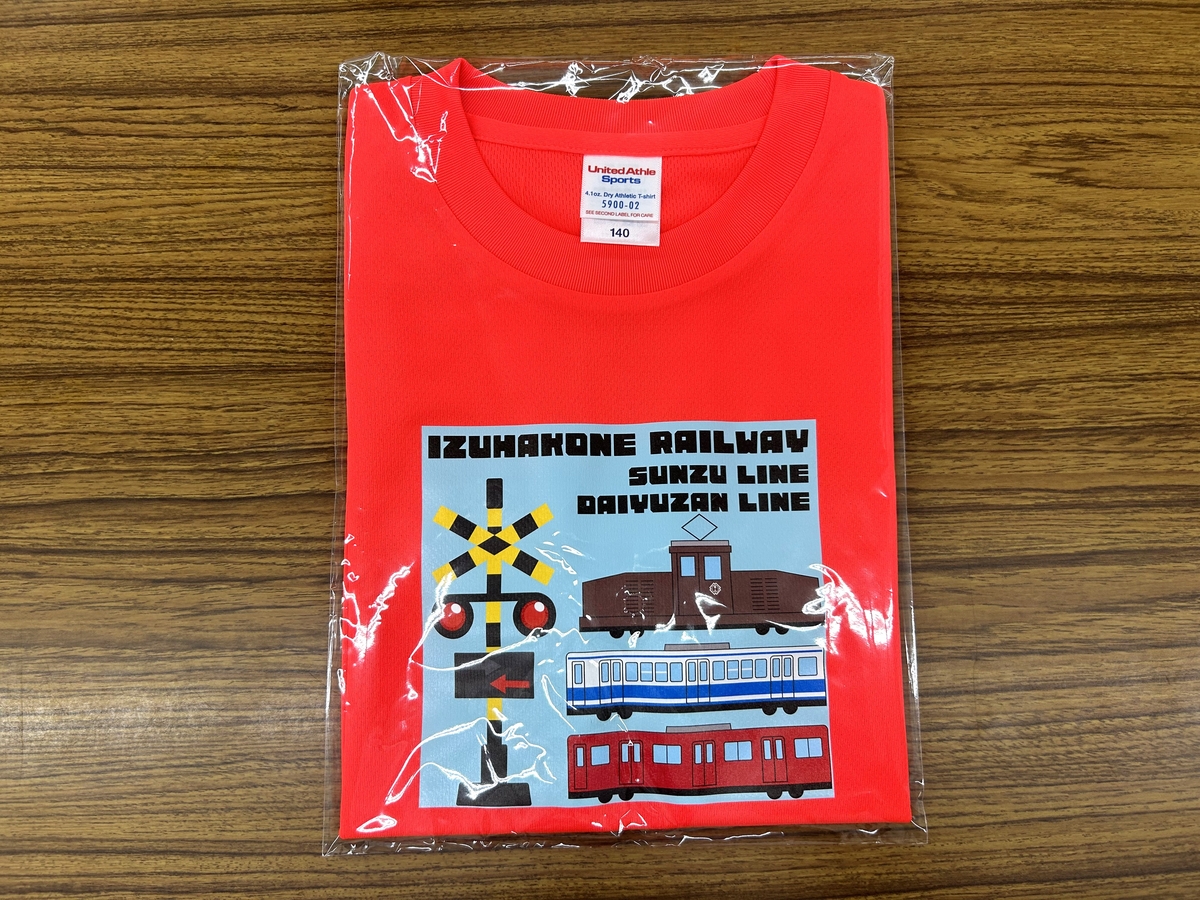 United Athle
Sports
4.1oz. Dry Athletic T-shirt
5900-02
SEE SECOND LABEL FOR CARE
140
IZUHAKONE RAILWAY
SUNZU LINE
DAIYUZAN LINE